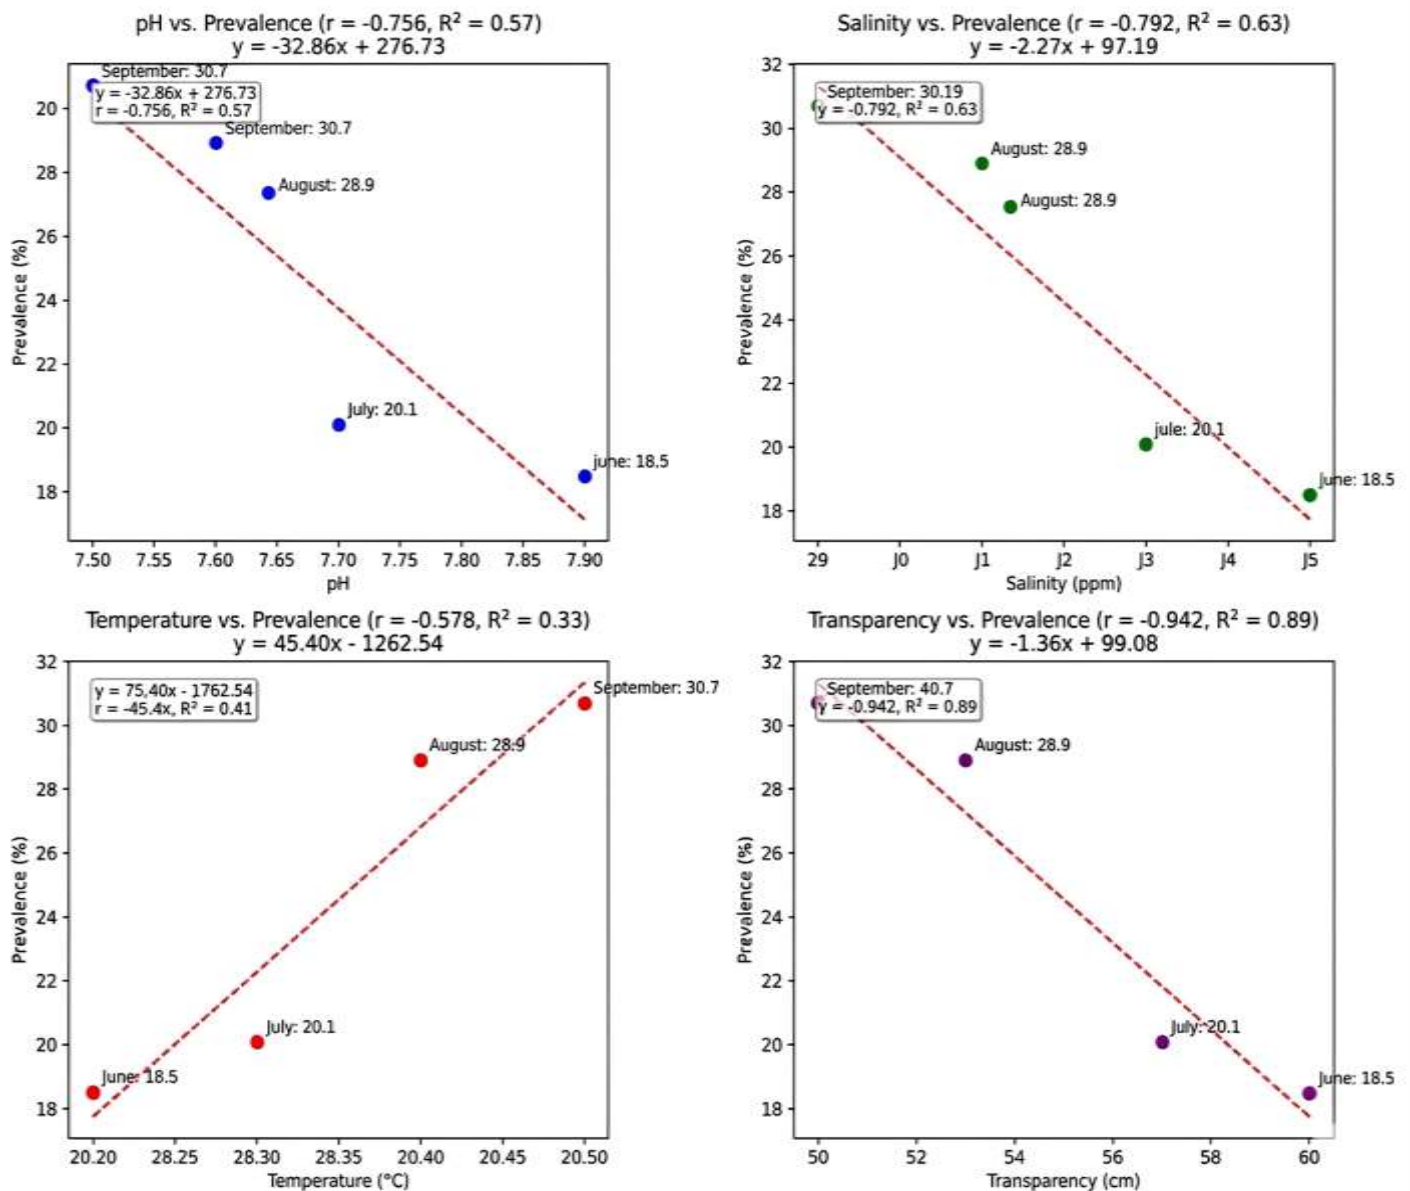 pH vs. Prevalence (r = -0.756, R² = 0.57)
y = -32.86x + 276.73
September: 30.7
y = -32.86x + 276.73
r = -0.756, R² = 0.57
September: 30.7
August: 28.9
July: 20.1
june: 18.5
Prevalence (%)
20
28
26
24
22
20
18
7.50 7.55 7.60 7.65 7.70 7.75 7.80 7.85 7.90
pH
Salinity vs. Prevalence (r = -0.792, R² = 0.63)
y = -2.27x + 97.19
September: 30.19
y = -0.792, R² = 0.63
August: 28.9
August: 28.9
jule: 20.1
June: 18.5
Prevalence (%)
32
30
28
26
24
22
20
18
29 J0 J1 J2 J3 J4 J5
Salinity (ppm)
Temperature vs. Prevalence (r = -0.578, R² = 0.33)
y = 45.40x - 1262.54
y = 75,40x - 1762.54
r = -45.4x, R² = 0.41
September: 30.7
August: 28.9
July: 20.1
June: 18.5
Prevalence (%)
32
30
28
26
24
22
20
18
20.20 28.25 28.30 28.35 20.40 20.45 20.50
Temperature (°C)
Transparency vs. Prevalence (r = -0.942, R² = 0.89)
y = -1.36x + 99.08
September: 40.7
y = -0.942, R² = 0.89
August: 28.9
July: 20.1
June: 18.5
Prevalence (%)
32
30
28
26
24
22
20
18
50 52 54 56 58 60
Transparency (cm)